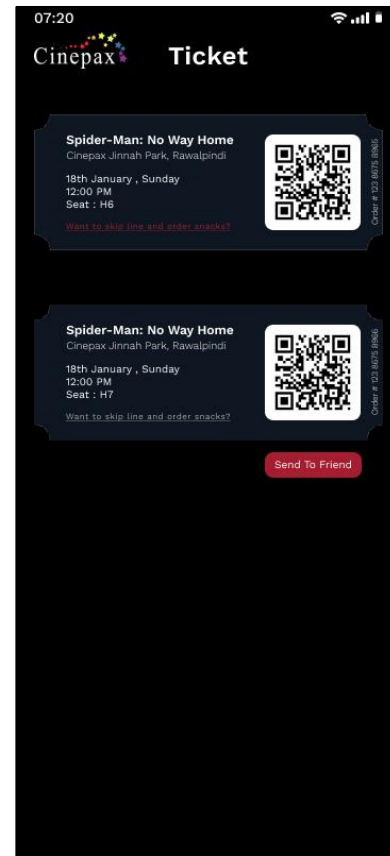 07:20
Cinepax
Ticket
Spider-Man: No Way Home
Cinepax Jinnah Park, Rawalpindi
18th January , Sunday
12:00 PM
Seat : H6
Want to skip line and order snacks?
Order # 123 8675 8965
Spider-Man: No Way Home
Cinepax Jinnah Park, Rawalpindi
18th January , Sunday
12:00 PM
Seat : H7
Want to skip line and order snacks?
Order # 123 8675 8966
Send To Friend